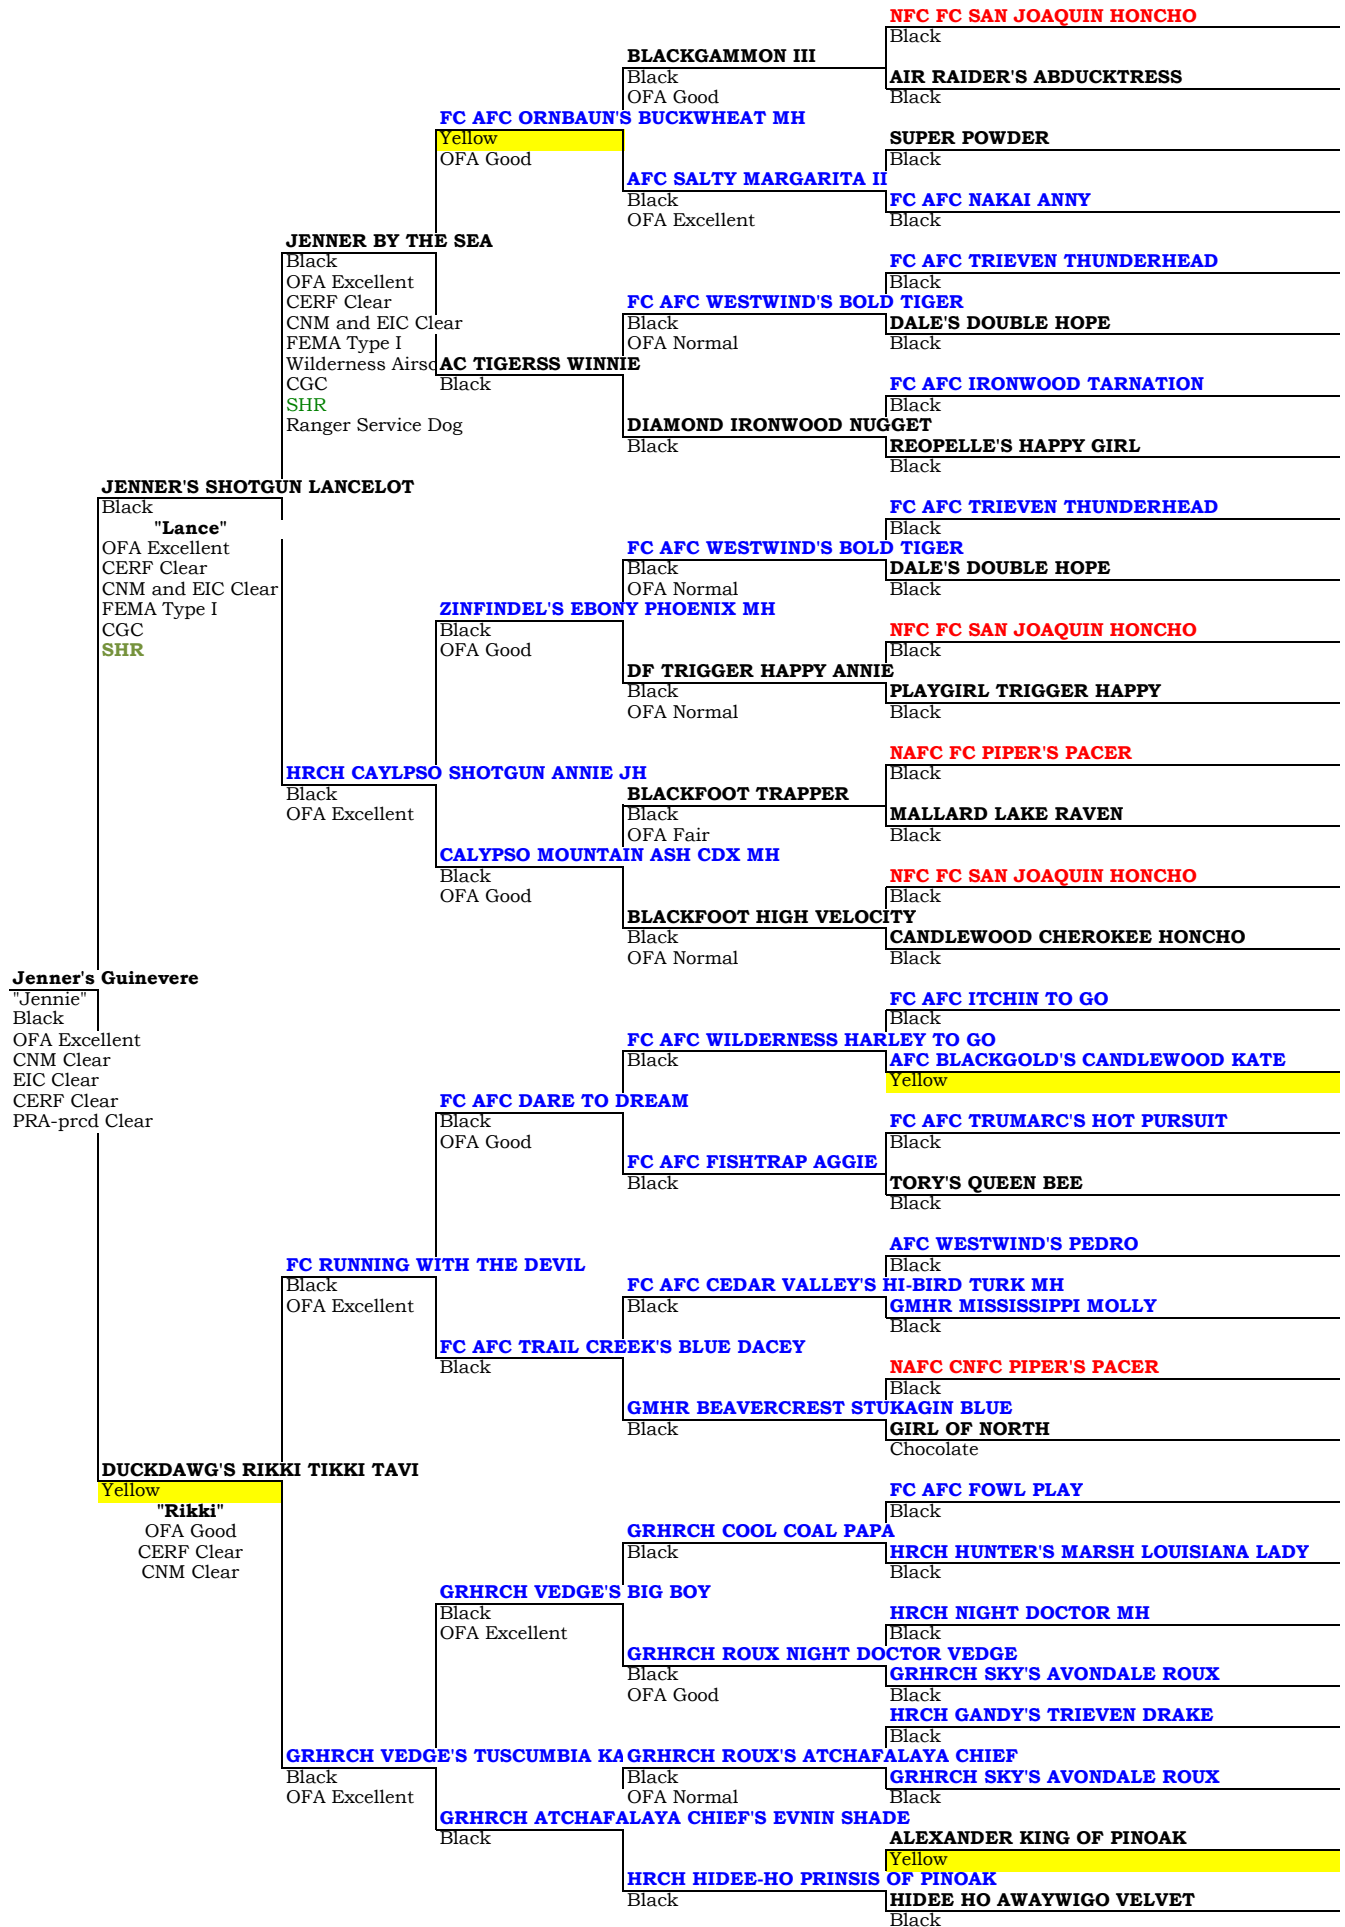 NFC FC SAN JOAQUIN HONCHO
Black
BLACKGAMMON III
Black
OFA Good
AIR RAIDER'S ABDUCKTRESS
Black
FC AFC ORNBAUN'S BUCKWHEAT MH
Yellow
OFA Good
SUPER POWDER
Black
AFC SALTY MARGARITA II
Black
OFA Excellent
FC AFC NAKAI ANNY
Black
JENNER BY THE SEA
Black
OFA Excellent
CERF Clear
CNM and EIC Clear
FEMA Type I
Wilderness Airsc
CGC
SHR
Ranger Service Dog
FC AFC TRIEVEN THUNDERHEAD
Black
FC AFC WESTWIND'S BOLD TIGER
Black
OFA Normal
DALE'S DOUBLE HOPE
Black
AC TIGERSS WINNIE
Black
FC AFC IRONWOOD TARNATION
Black
DIAMOND IRONWOOD NUGGET
Black
REOPELLE'S HAPPY GIRL
Black
JENNER'S SHOTGUN LANCELOT
Black
"Lance"
OFA Excellent
CERF Clear
CNM and EIC Clear
FEMA Type I
CGC
SHR
FC AFC TRIEVEN THUNDERHEAD
Black
FC AFC WESTWIND'S BOLD TIGER
Black
OFA Normal
DALE'S DOUBLE HOPE
Black
ZINFINDEL'S EBONY PHOENIX MH
Black
OFA Good
NFC FC SAN JOAQUIN HONCHO
Black
DF TRIGGER HAPPY ANNIE
Black
OFA Normal
PLAYGIRL TRIGGER HAPPY
Black
HRCH CAYLPSO SHOTGUN ANNIE JH
Black
OFA Excellent
NAFC FC PIPER'S PACER
Black
BLACKFOOT TRAPPER
Black
OFA Fair
MALLARD LAKE RAVEN
Black
CALYPSO MOUNTAIN ASH CDX MH
Black
OFA Good
NFC FC SAN JOAQUIN HONCHO
Black
BLACKFOOT HIGH VELOCITY
Black
OFA Normal
CANDLEWOOD CHEROKEE HONCHO
Black
Jenner's Guinevere
"Jennie"
Black
OFA Excellent
CNM Clear
EIC Clear
CERF Clear
PRA-prcd Clear
FC AFC ITCHIN TO GO
Black
FC AFC WILDERNESS HARLEY TO GO
Black
AFC BLACKGOLD'S CANDLEWOOD KATE
Yellow
FC AFC DARE TO DREAM
Black
OFA Good
FC AFC TRUMARC'S HOT PURSUIT
Black
FC AFC FISHTRAP AGGIE
Black
TORY'S QUEEN BEE
Black
FC RUNNING WITH THE DEVIL
Black
OFA Excellent
AFC WESTWIND'S PEDRO
Black
FC AFC CEDAR VALLEY'S HI-BIRD TURK MH
Black
GMHR MISSISSIPPI MOLLY
Black
FC AFC TRAIL CREEK'S BLUE DACEY
Black
NAFC CNFC PIPER'S PACER
Black
GMHR BEAVERCREST STUKAGIN BLUE
Black
GIRL OF NORTH
Chocolate
DUCKDAWG'S RIKKI TIKKI TAVI
Yellow
"Rikki"
OFA Good
CERF Clear
CNM Clear
FC AFC FOWL PLAY
Black
GRHRCH COOL COAL PAPA
Black
HRCH HUNTER'S MARSH LOUISIANA LADY
Black
GRHRCH VEDGE'S BIG BOY
Black
OFA Excellent
HRCH NIGHT DOCTOR MH
Black
GRHRCH ROUX NIGHT DOCTOR VEDGE
Black
OFA Good
GRHRCH SKY'S AVONDALE ROUX
Black
GRHRCH VEDGE'S TUSCUMBIA KA
Black
OFA Excellent
HRCH GANDY'S TRIEVEN DRAKE
Black
GRHRCH ROUX'S ATCHAFALAYA CHIEF
Black
OFA Normal
GRHRCH SKY'S AVONDALE ROUX
Black
GRHRCH ATCHAFALAYA CHIEF'S EVNIN SHADE
Black
ALEXANDER KING OF PINOAK
Yellow
HRCH HIDEE-HO PRINSIS OF PINOAK
Black
HIDEE HO AWAYWIGO VELVET
Black